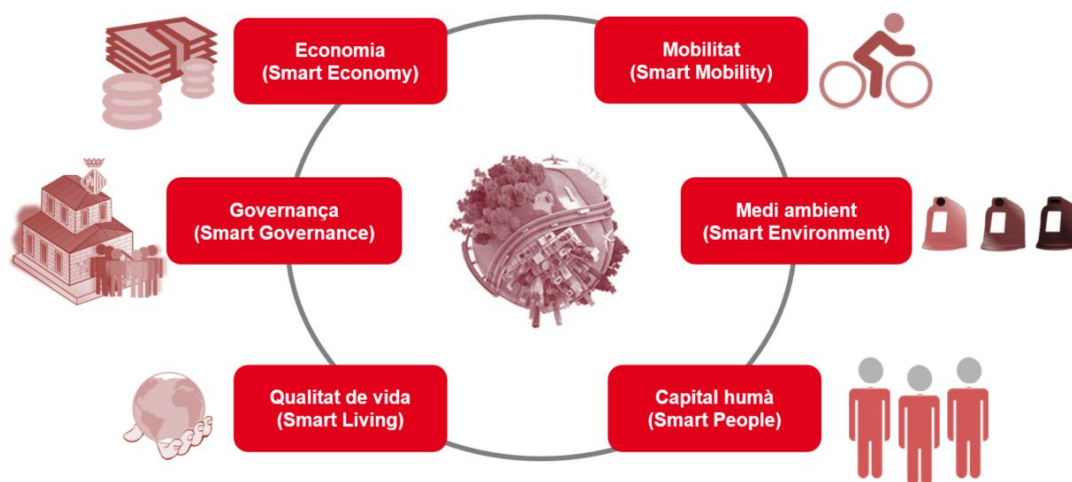 Economia
(Smart Economy)
Mobilitat
(Smart Mobility)
Governança
(Smart Governance)
Medi ambient
(Smart Environment)
Qualitat de vida
(Smart Living)
Capital humà
(Smart People)